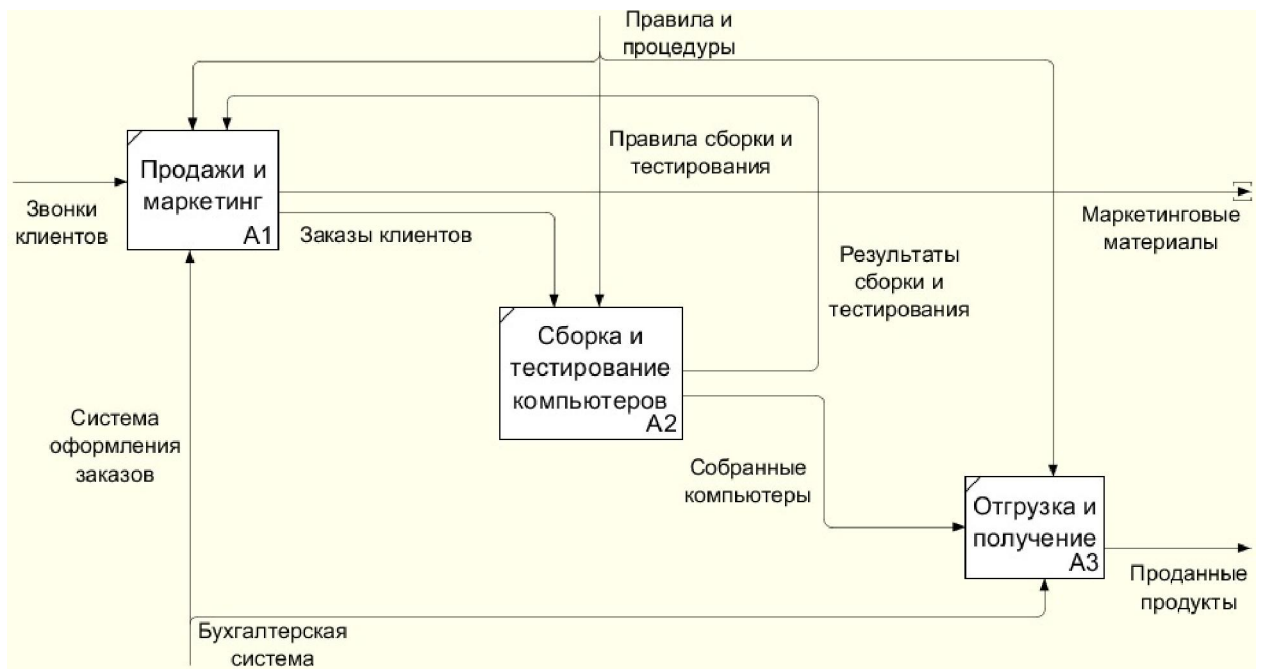 Правила и
процедуры
Правила сборки и
тестирования
Продажи и
маркетинг
A1
Звонки
клиентов
Заказы клиентов
Маркетинговые
материалы
Результаты
сборки и
тестирования
Сборка и
тестирование
компьютеров
A2
Система
оформления
заказов
Собранные
компьютеры
Отгрузка и
получение
A3
Проданные
продукты
Бухгалтерская
система